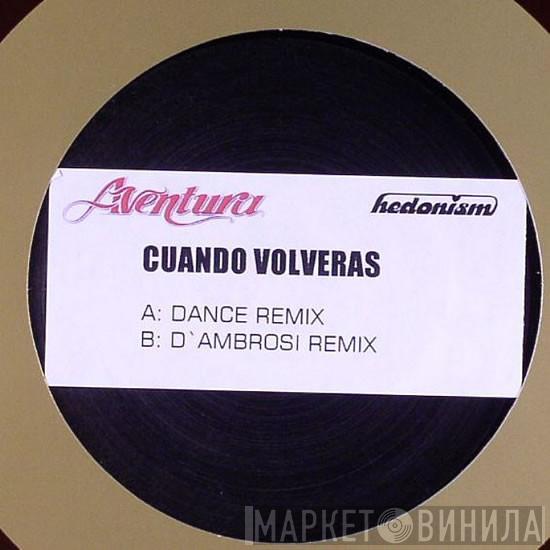 Aventura
hedonism
CUANDO VOLVERAS
A: DANCE REMIX
B: D`AMBROSI REMIX
МАРКЕТ ВИНИЛА